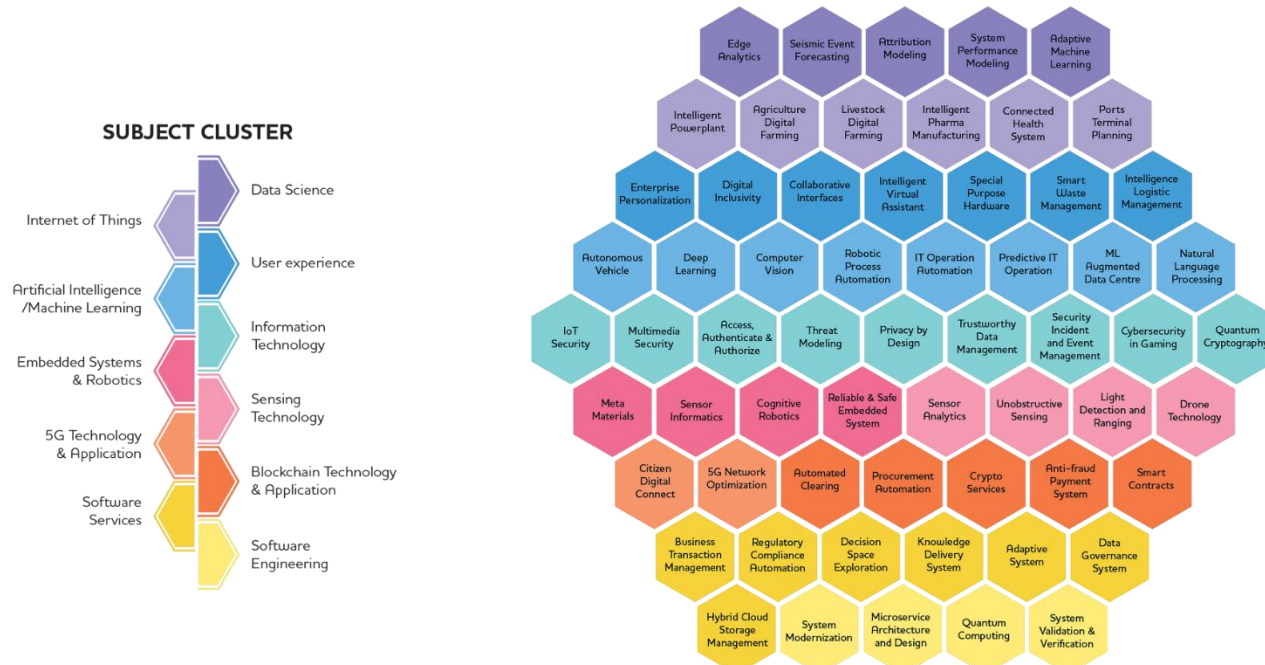 SUBJECT CLUSTER
Data Science
Internet of Things
User experience
Artificial Intelligence
/Machine Learning
Information
Technology
Embedded Systems
& Robotics
Sensing
Technology
5G Technology
& Application
Blockchain Technology
& Application
Software
Services
Software
Engineering
Edge
Analytics
Seismic Event
Forecasting
Attribution
Modeling
System
Performance
Modeling
Adaptive
Machine
Learning
Intelligent
Powerplant
Agriculture
Digital
Farming
Livestock
Digital
Farming
Intelligent
Pharma
Manufacturing
Connected
Health
System
Ports
Terminal
Planning
Enterprise
Personalization
Digital
Inclusivity
Collaborative
Interfaces
Intelligent
Virtual
Assistant
Special
Purpose
Hardware
Smart
Waste
Management
Intelligence
Logistic
Management
Autonomous
Vehicle
Deep
Learning
Computer
Vision
Robotic
Process
Automation
IT Operation
Automation
Predictive IT
Operation
ML
Augmented
Data Centre
Natural
Language
Processing
IoT
Security
Multimedia
Security
Access,
Authenticate &
Authorize
Threat
Modeling
Privacy by
Design
Trustworthy
Data
Management
Security
Incident
and Event
Management
Cybersecurity
in Gaming
Quantum
Cryptography
Meta
Materials
Sensor
Informatics
Cognitive
Robotics
Reliable & Safe
Embedded
System
Sensor
Analytics
Unobstructive
Sensing
Light
Detection and
Ranging
Drone
Technology
Citizen
Digital
Connect
5G Network
Optimization
Automated
Clearing
Procurement
Automation
Crypto
Services
Anti-fraud
Payment
System
Smart
Contracts
Business
Transaction
Management
Regulatory
Compliance
Automation
Decision
Space
Exploration
Knowledge
Delivery
System
Adaptive
System
Data
Governance
System
Hybrid Cloud
Storage
Management
System
Modernization
Microservice
Architecture
and Design
Quantum
Computing
System
Validation &
Verification